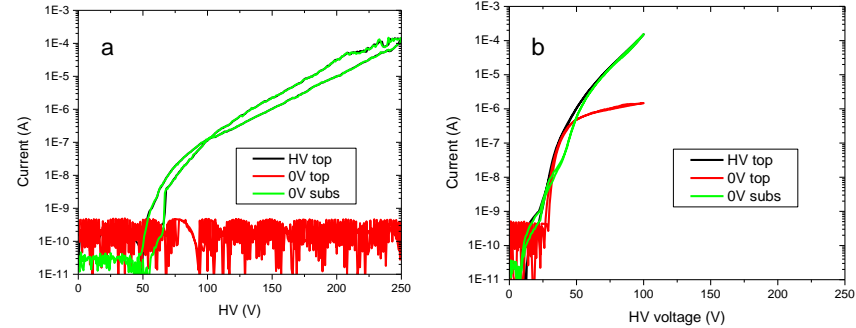 a
Current (A)
1E-3
1E-4
1E-5
1E-6
1E-7
1E-8
1E-9
1E-10
1E-11
HV top
0V top
0V subs
0 50 100 150 200 250
HV (V)
b
Current (A)
1E-3
1E-4
1E-5
1E-6
1E-7
1E-8
1E-9
1E-10
1E-11
HV top
0V top
0V subs
0 50 100 150 200 250
HV voltage (V)